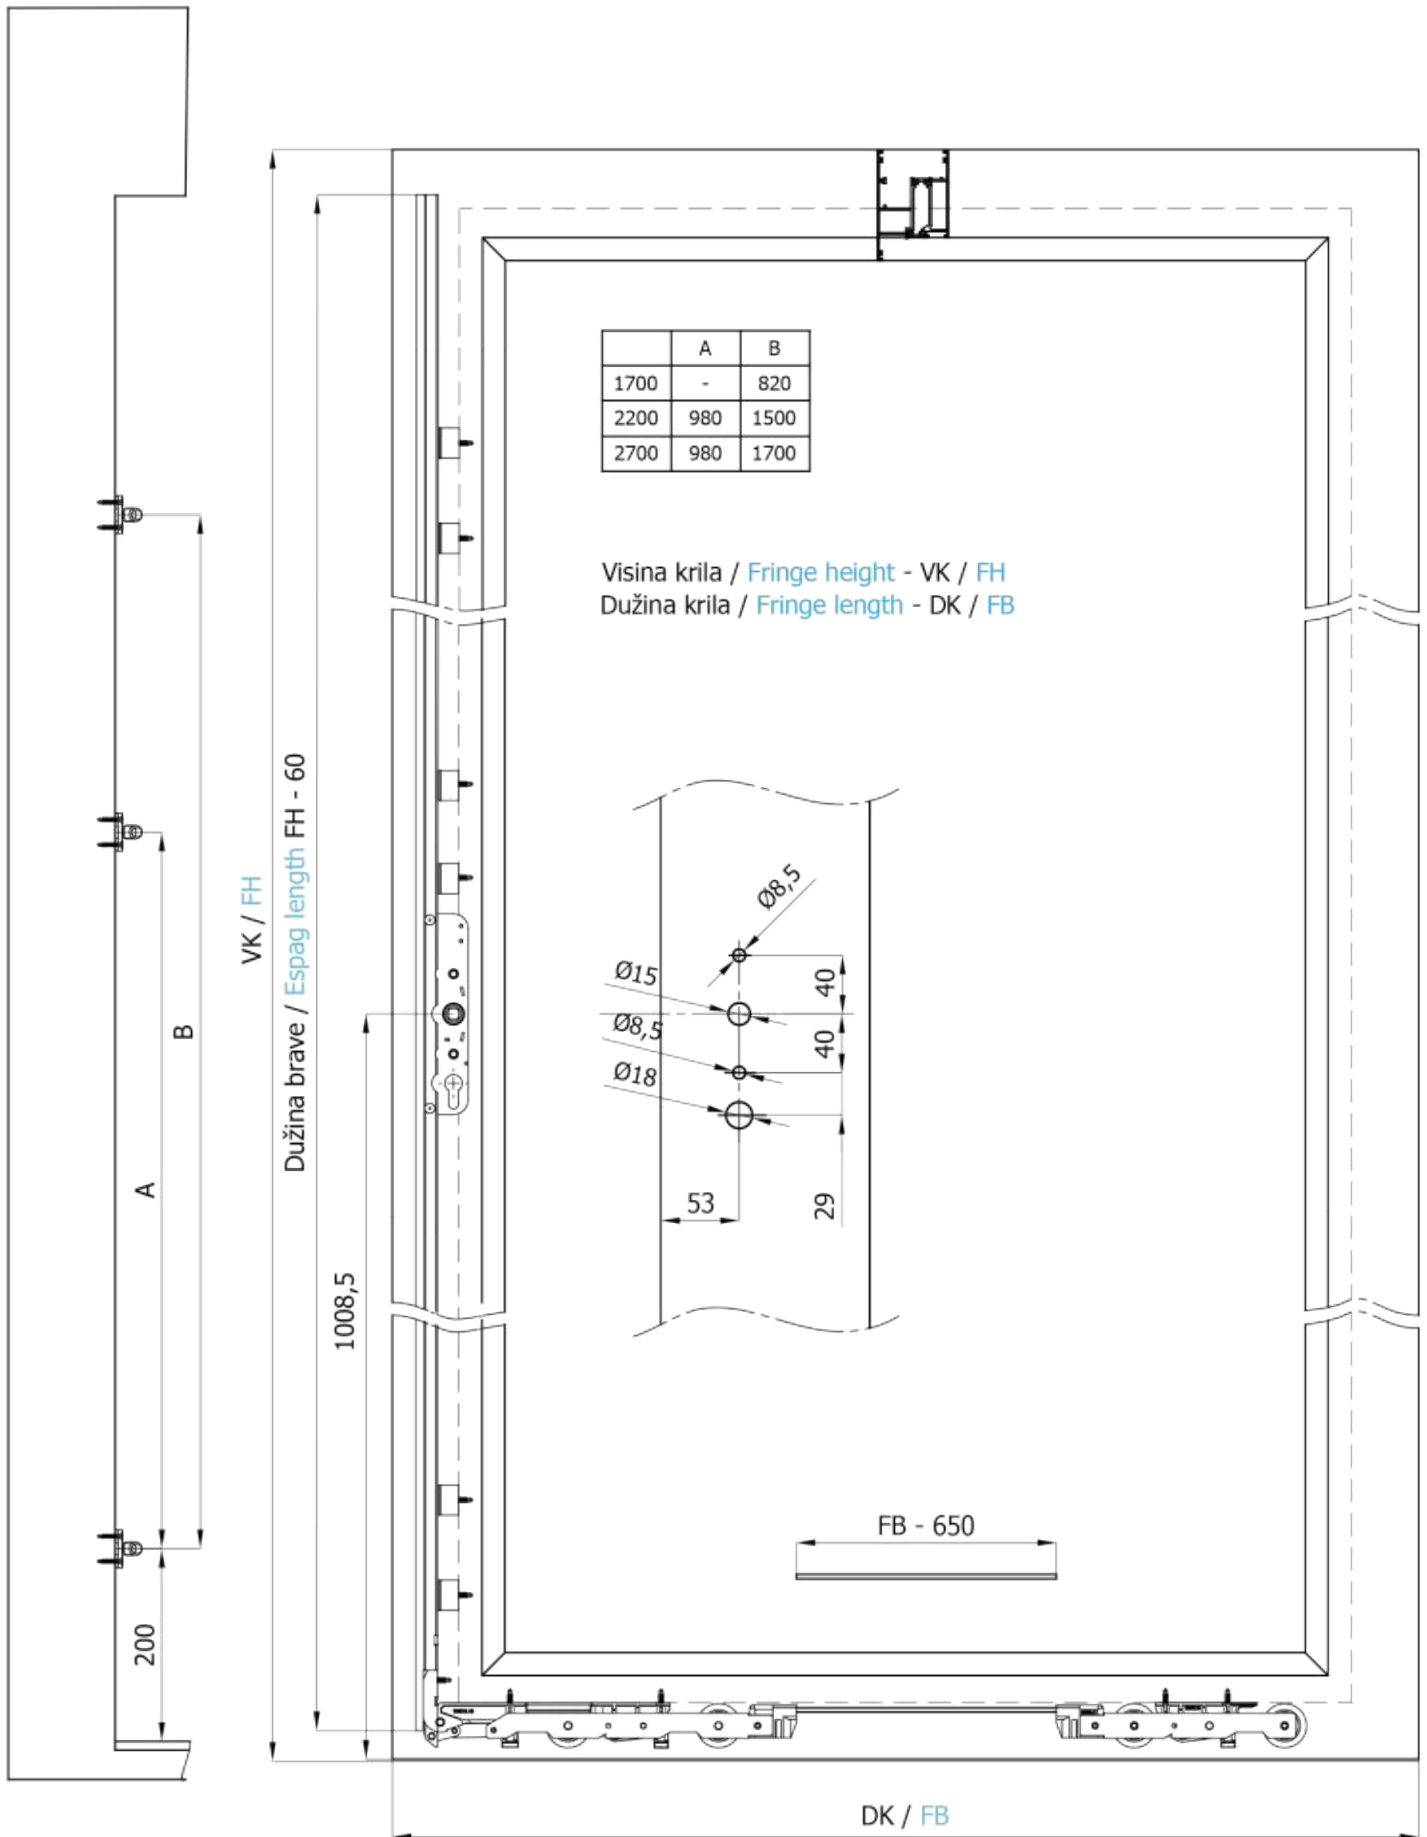 A B
1700 - 820
2200 980 1500
2700 980 1700
Visina krila / Fringe height - VK / FH
Dužina krila / Fringe length - DK / FB
VK / FH
Dužina brave / Espag length FH - 60
B
A
200
1008,5
Ø8,5
Ø15
40
Ø8,5
40
Ø18
53
29
FB - 650
DK / FB